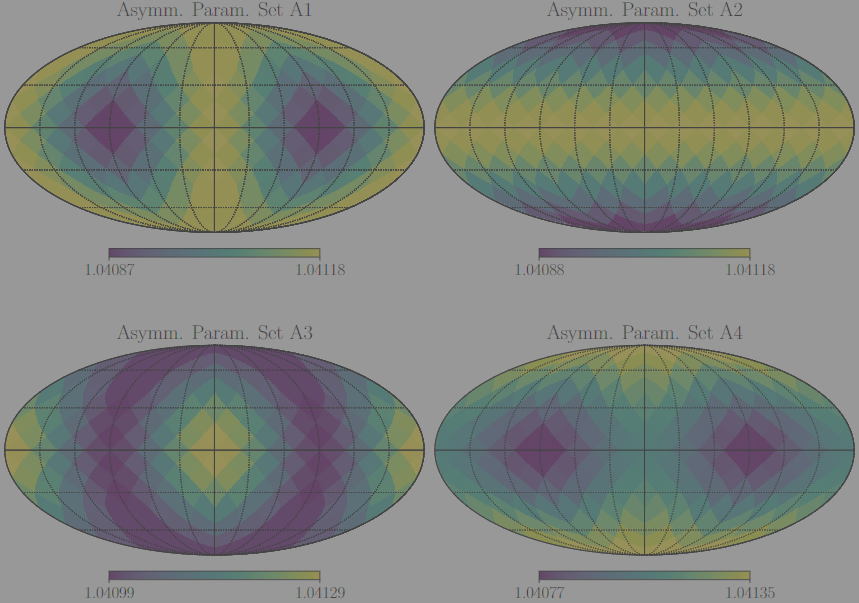 Asymm. Param. Set A1
Asymm. Param. Set A2
1.04087 1.04118
1.04088 1.04118
Asymm. Param. Set A3
Asymm. Param. Set A4
1.04099 1.04129
1.04077 1.04135